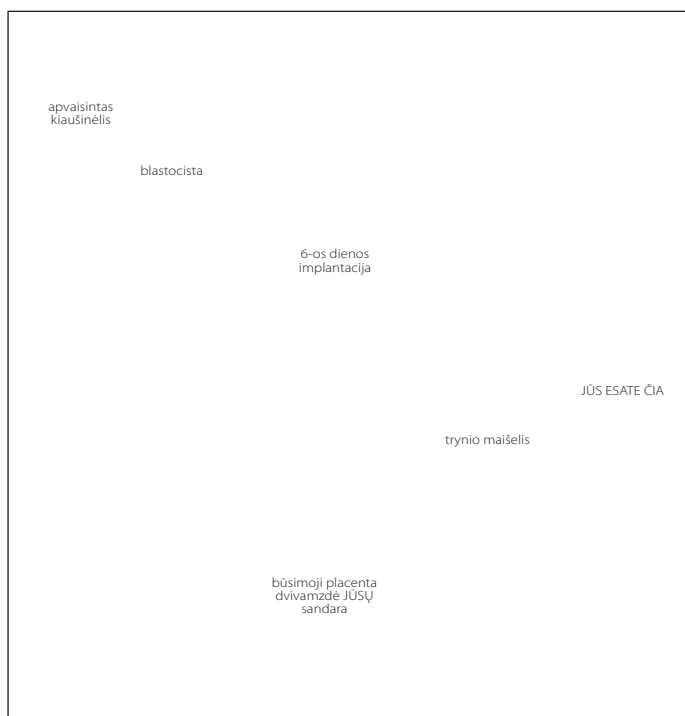 apvaisintas
kiaušinėlis
blastocista
6-os dienos
implantacija
JŪS ESATE ČIA
trynio maišelis
būsimoji placenta
dvivamzdė JŪSŲ
sandara